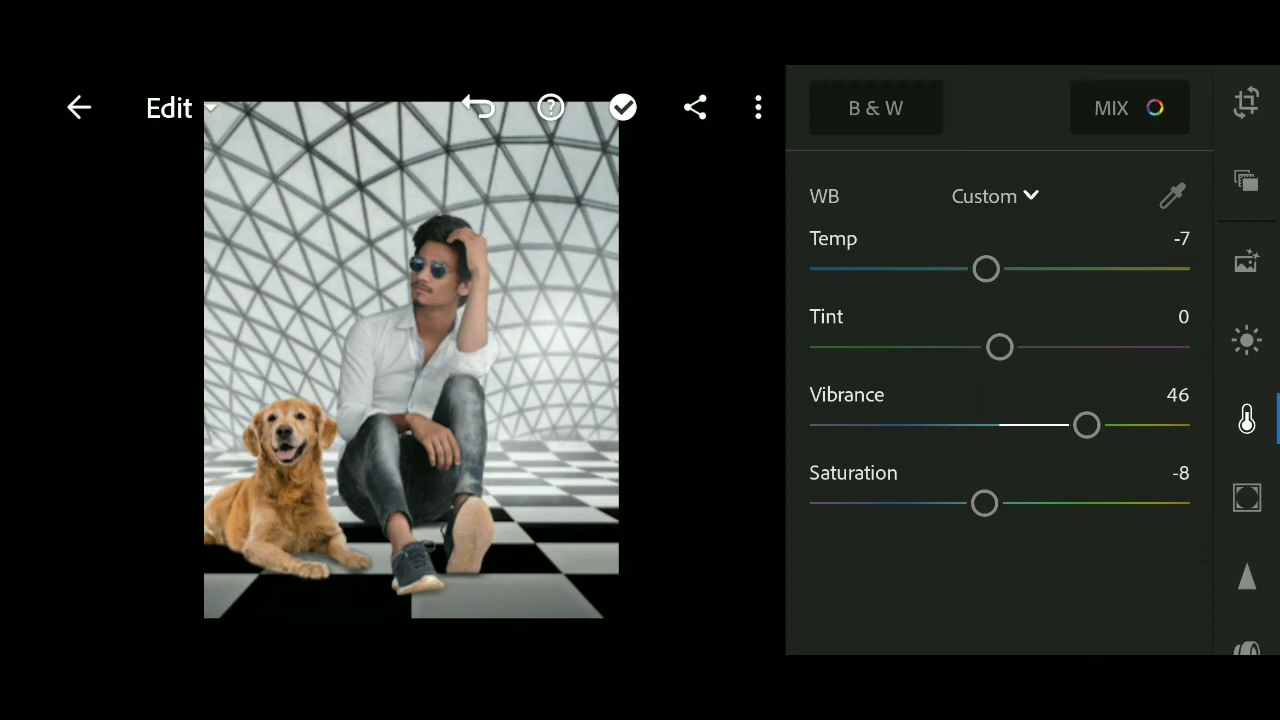 Edit
B & W
MIX
WB
Custom
Temp
-7
Tint
0
Vibrance
46
Saturation
-8